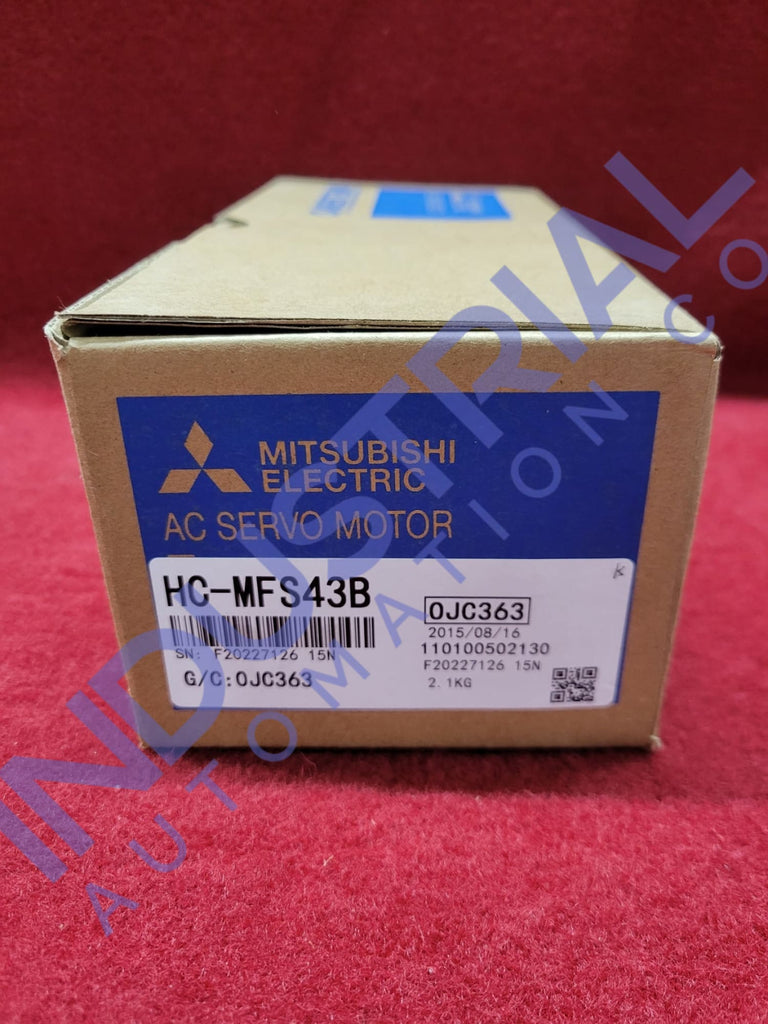 MITSUBISHI
ELECTRIC
AC SERVO MOTOR
HC-MFS43B
K
SN: F20227126 15N
G/C:0JC363
0JC363
2015/08/16
110100502130
F20227126 15N
2.1KG
INDUSTRIAL
AUTOMATION CO